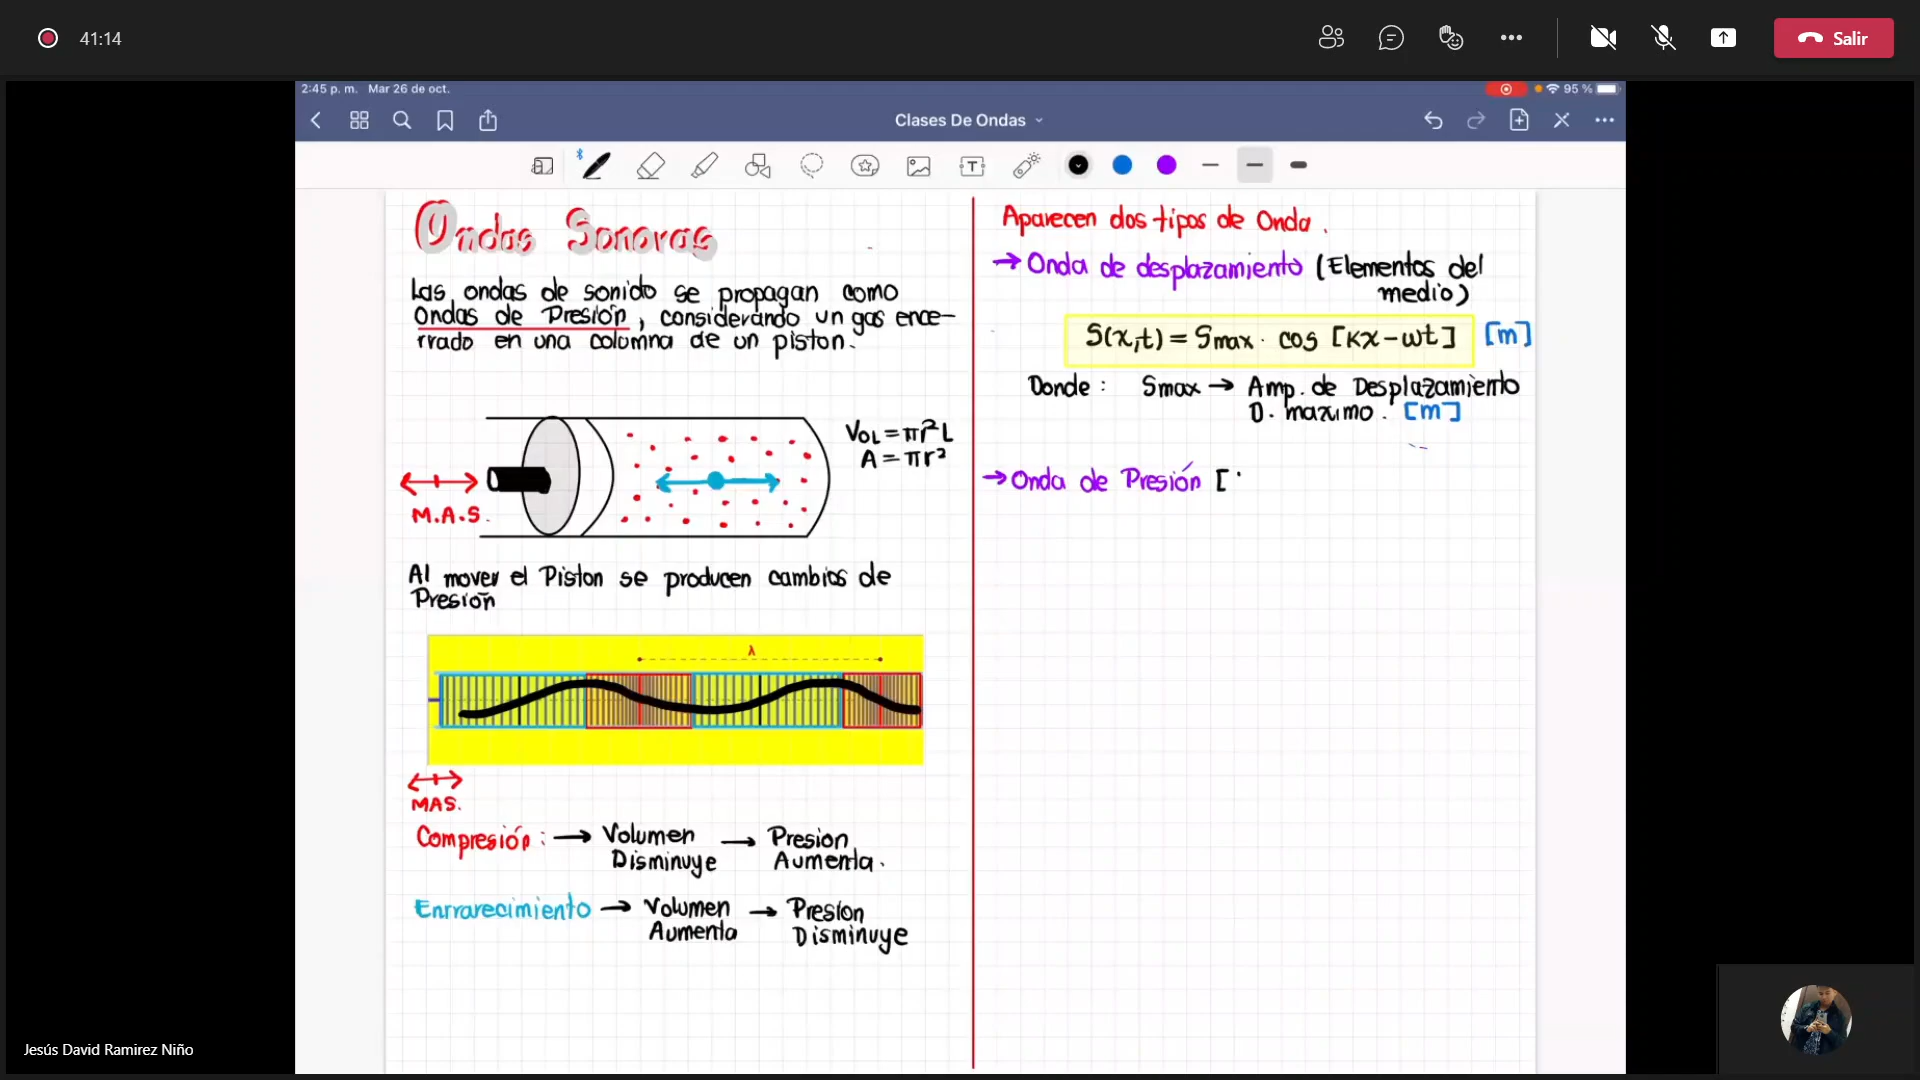 41:14
Salir
2:45 p. m. Mar 26 de oct.
95 %
Clases De Ondas
Ondas Sonoras
Las ondas de sonido se propagan como
Ondas de Presión, considerando un gas ence-
rrado en una columna de un piston.
VOL = πr²L
A = πr²
M.A.S.
Al mover el Piston se producen cambios de
Presión
λ
MAS.
Compresión: → Volumen → Presion
Disminuye Aumenta.
Enrrarecimiento → Volumen → Presion
Aumenta Disminuye
Aparecen dos tipos de Onda.
→ Onda de desplazamiento (Elementos del
medio)
S(x,t) = Smax · cos [kx - ωt] [m]
Donde: Smax → Amp. de Desplazamiento
D. maximo. [m]
→ Onda de Presión [
Jesús David Ramirez Niño